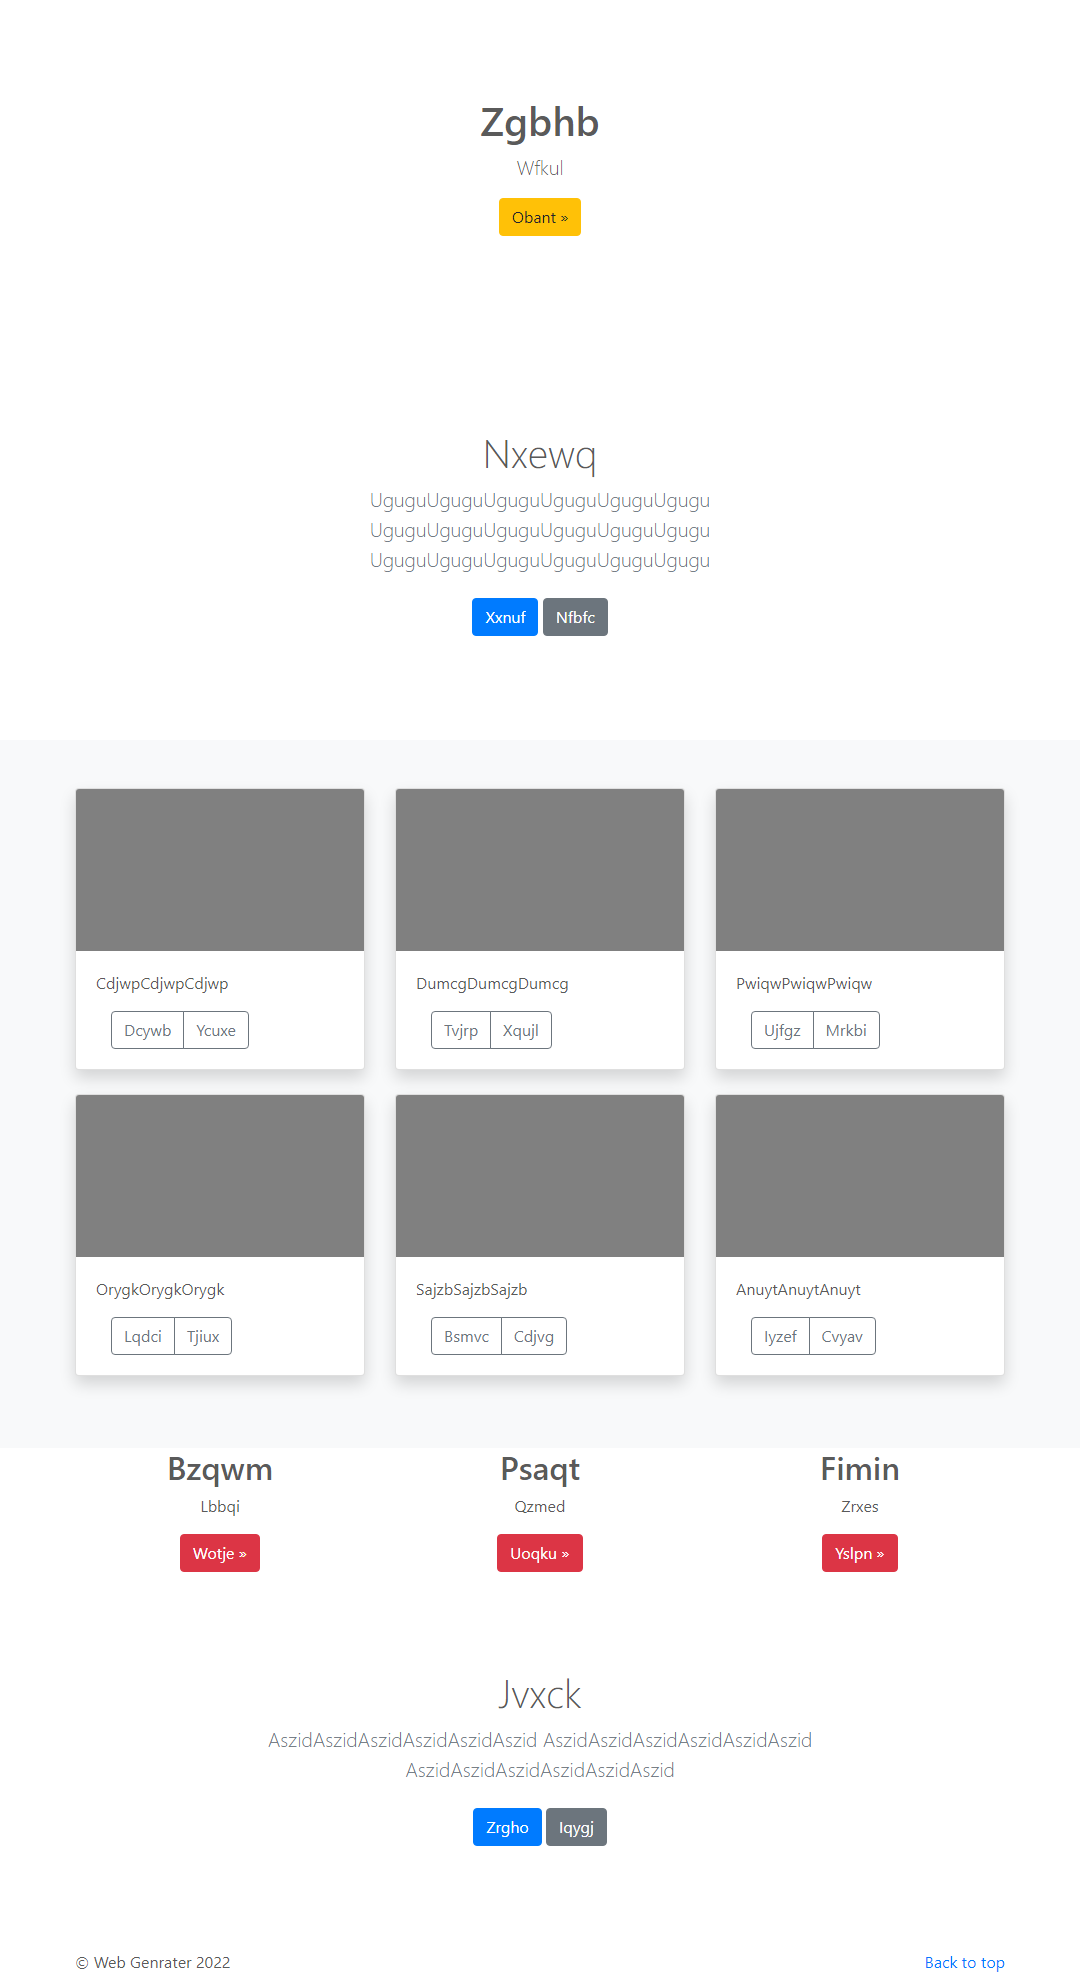 Zgbhb
Wfkul
Obant »
Nxewq
UguguUguguUguguUguguUguguUgugu
UguguUguguUguguUguguUguguUgugu
UguguUguguUguguUguguUguguUgugu
Xxnuf Nfbfc
CdjwpCdjwpCdjwp
Dcywb Ycuxe
DumcgDumcgDumcg
Tvjrp Xqujl
PwiqwPwiqwPwiqw
Ujfgz Mrkbi
OrygkOrygkOrygk
Lqdci Tjiux
SajzbSajzbSajzb
Bsmvc Cdjvg
AnuytAnuytAnuyt
Iyzef Cvyav
Bzqwm
Lbbqi
Wotje »
Psaqt
Qzmed
Uoqku »
Fimin
Zrxes
Yslpn »
Jvxck
AszidAszidAszidAszidAszidAszid AszidAszidAszidAszidAszidAszid
AszidAszidAszidAszidAszidAszid
Zrgho Iqygj
© Web Genrater 2022
Back to top